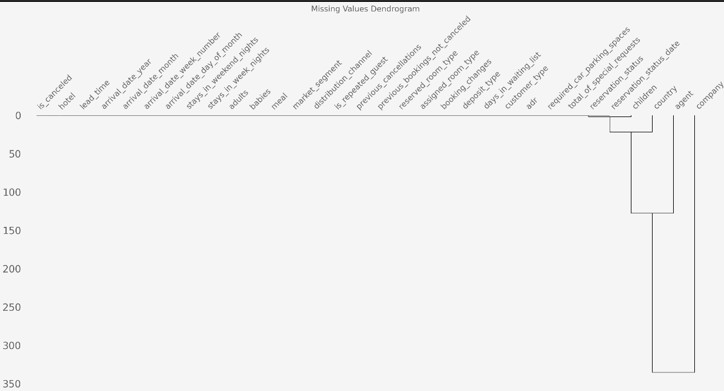 Missing Values Dendrogram
is_canceled
hotel
lead_time
arrival_date_year
arrival_date_month
arrival_date_week_number
arrival_date_day_of_month
stays_in_weekend_nights
stays_in_week_nights
adults
babies
meal
market_segment
distribution_channel
is_repeated_guest
previous_cancellations
previous_bookings_not_canceled
reserved_room_type
assigned_room_type
booking_changes
deposit_type
days_in_waiting_list
customer_type
adr
required_car_parking_spaces
total_of_special_requests
reservation_status
reservation_status_date
children
country
agent
company
0
50
100
150
200
250
300
350